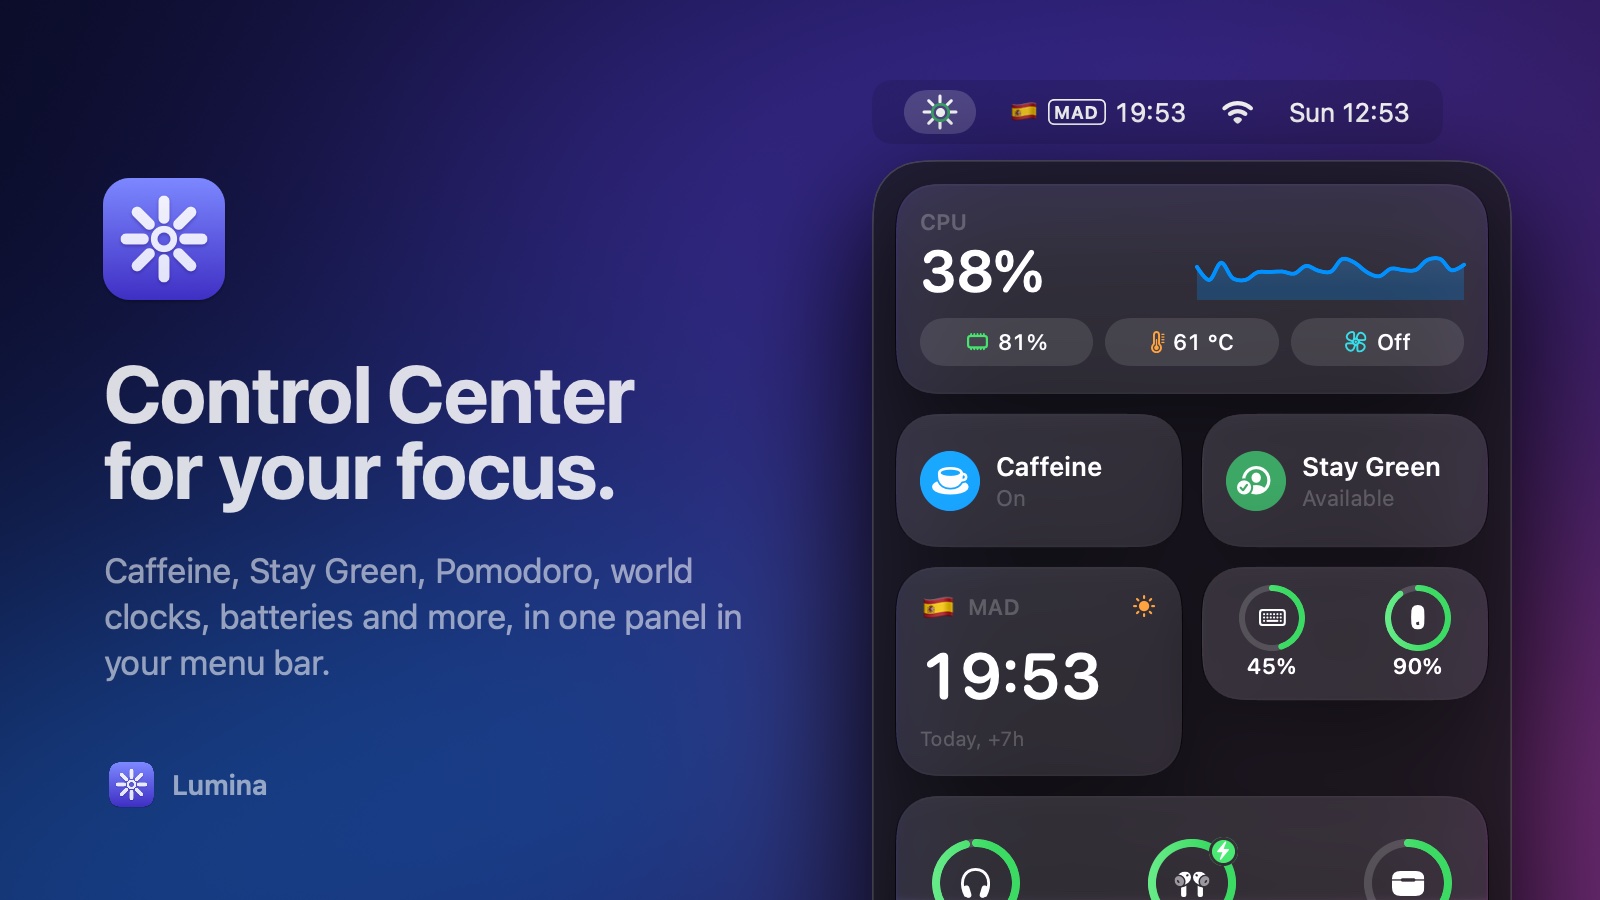 MAD 19:53 Sun 12:53
Control Center
for your focus.
Caffeine, Stay Green, Pomodoro, world
clocks, batteries and more, in one panel in
your menu bar.
Lumina
CPU
38%
81% 61 °C Off
Caffeine
On
Stay Green
Available
MAD
19:53
Today, +7h
45% 90%